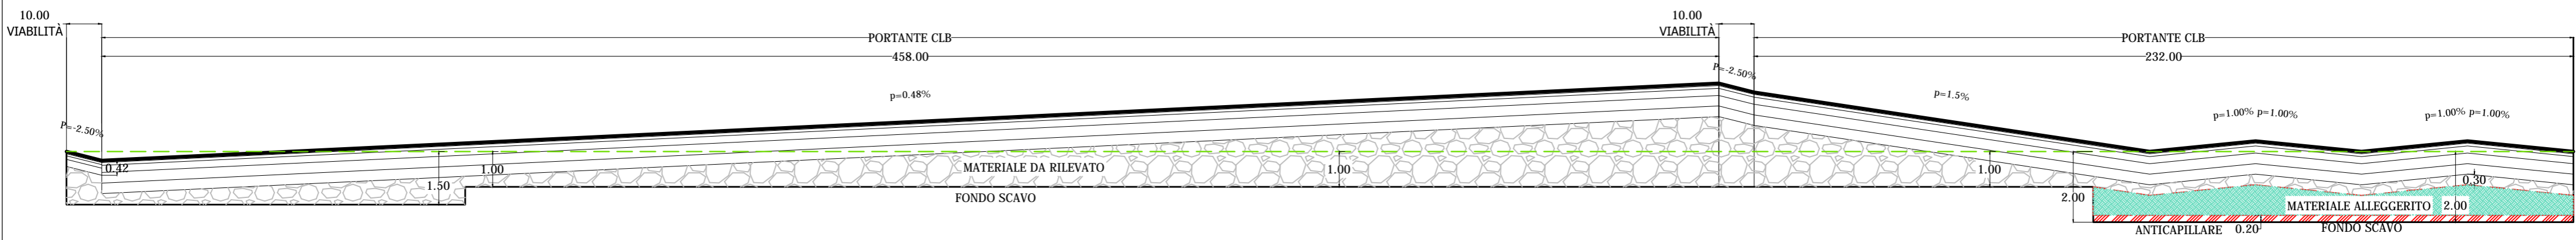 10.00
VIABILITÀ
PORTANTE CLB
458.00
10.00
VIABILITÀ
PORTANTE CLB
232.00
P=-2.50%
p=0.48%
P=-2.50%
p=1.5%
p=1.00% p=1.00%
p=1.00% p=1.00%
0.42
1.50
1.00
MATERIALE DA RILEVATO
FONDO SCAVO
1.00
1.00
2.00
0.30
MATERIALE ALLEGGERITO
2.00
ANTICAPILLARE
0.20
FONDO SCAVO